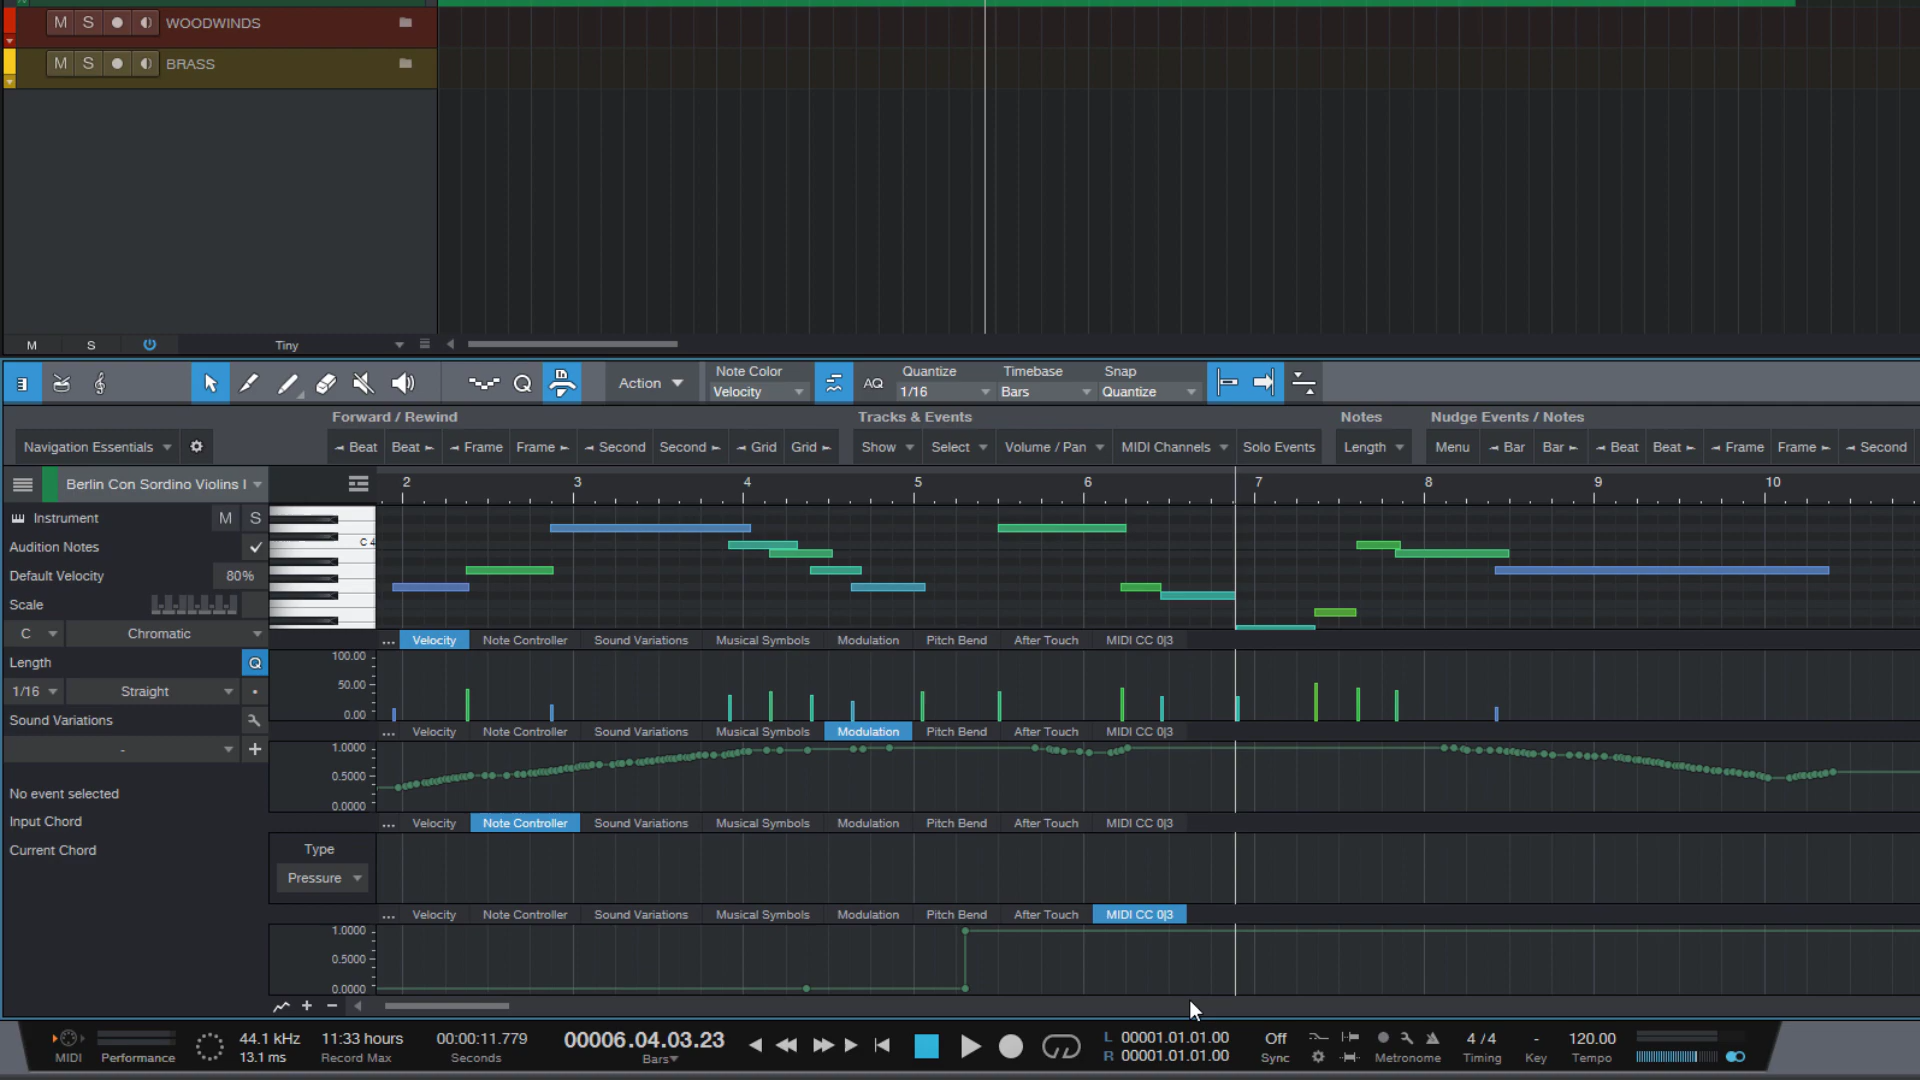 M S WOODWINDS
M S BRASS
M S Tiny
Action Note Color Velocity AQ Quantize 1/16 Timebase Bars Snap Quantize
Forward / Rewind Tracks & Events Notes Nudge Events / Notes
Navigation Essentials Beat Beat Frame Frame Second Second Grid Grid Show Select Volume / Pan MIDI Channels Solo Events Length Menu Bar Bar Beat Beat Frame Frame Second
Berlin Con Sordino Violins I 2 3 4 5 6 7 8 9 10
Instrument M S
C 4
Audition Notes
Default Velocity 80%
Scale
C Chromatic
... Velocity Note Controller Sound Variations Musical Symbols Modulation Pitch Bend After Touch MIDI CC 0|3
Length Q
100.00
50.00
0.00
1/16 Straight
Sound Variations
-
... Velocity Note Controller Sound Variations Musical Symbols Modulation Pitch Bend After Touch MIDI CC 0|3
1.0000
0.5000
0.0000
No event selected
Input Chord
Current Chord
... Velocity Note Controller Sound Variations Musical Symbols Modulation Pitch Bend After Touch MIDI CC 0|3
Type
Pressure
... Velocity Note Controller Sound Variations Musical Symbols Modulation Pitch Bend After Touch MIDI CC 0|3
1.0000
0.5000
0.0000
MIDI Performance
44.1 kHz
13.1 ms
11:33 hours
Record Max
00:00:11.779
Seconds
00006.04.03.23
Bars
L 00001.01.01.00
R 00001.01.01.00
Off
Sync
Metronome
4 / 4
Timing
-
Key
120.00
Tempo